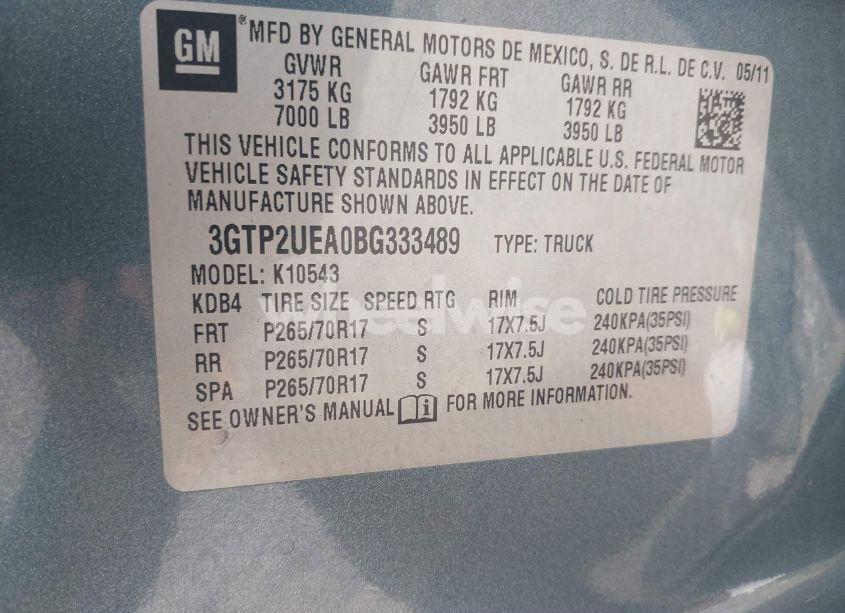 GM
®MFD BY GENERAL MOTORS DE MEXICO, S. DE R.L. DE C.V. 05/11
GVWR GAWR FRT GAWR RR
3175 KG 1792 KG 1792 KG
7000 LB 3950 LB 3950 LB
THIS VEHICLE CONFORMS TO ALL APPLICABLE U.S. FEDERAL MOTOR
VEHICLE SAFETY STANDARDS IN EFFECT ON THE DATE OF
MANUFACTURE SHOWN ABOVE.
3GTP2UEA0BG333489 TYPE: TRUCK
MODEL: K10543
KDB4 TIRE SIZE SPEED RTG RIM COLD TIRE PRESSURE
FRT P265/70R17 S 17X7.5J 240KPA(35PSI)
RR P265/70R17 S 17X7.5J 240KPA(35PSI)
SPA P265/70R17 S 17X7.5J 240KPA(35PSI)
SEE OWNER'S MANUAL i FOR MORE INFORMATION.
wheelwise